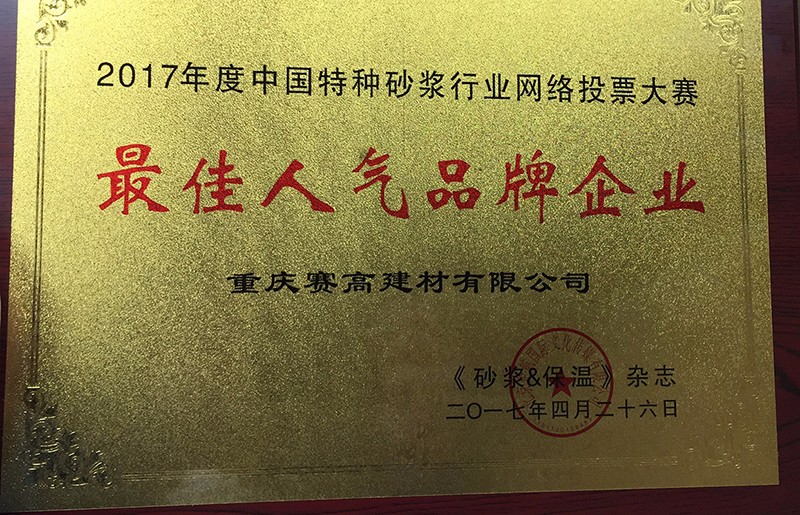 2017年度中国特种砂浆行业网络投票大赛
最佳人气品牌企业
重庆赛高建材有限公司
《砂浆&保温》杂志
二〇一七年四月二十六日